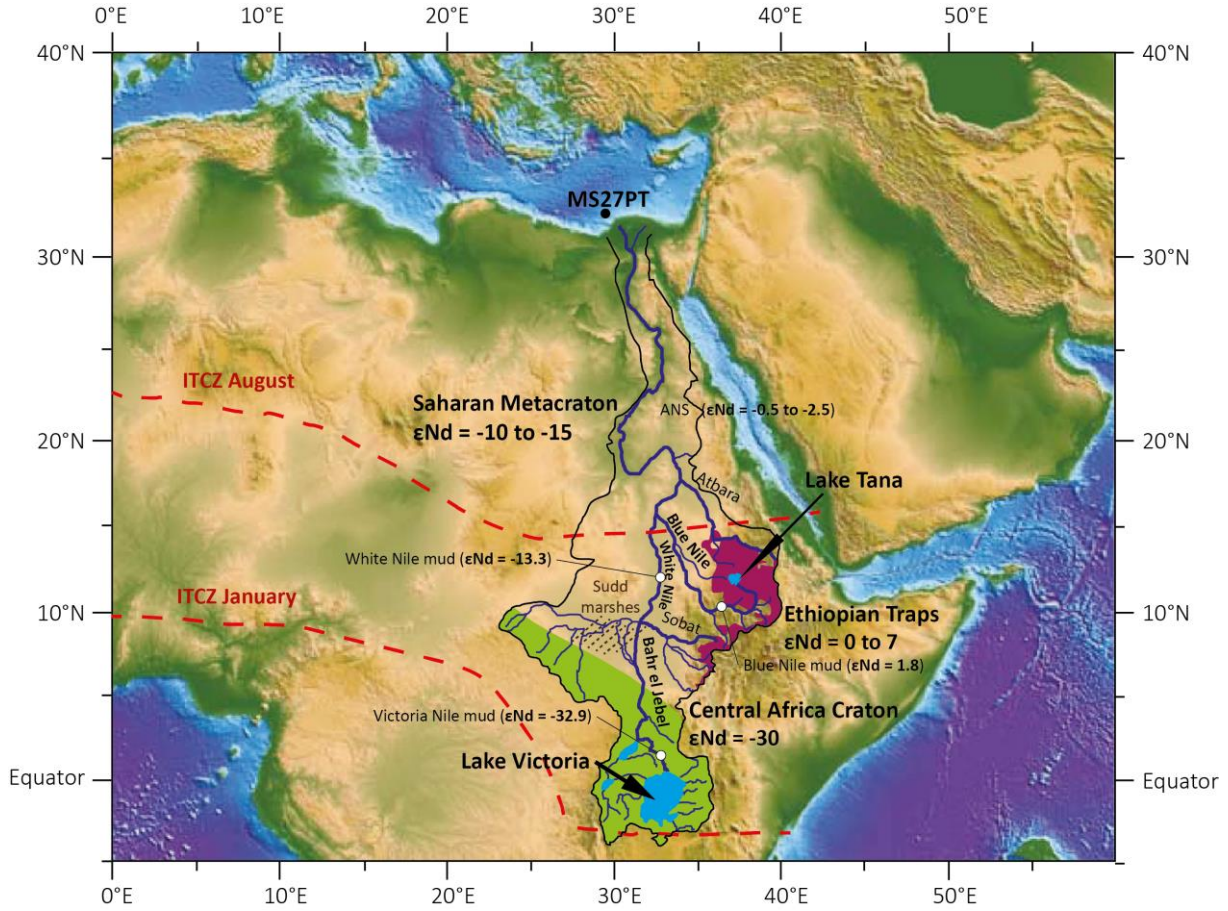 0°E 10°E 20°E 30°E 40°E 50°E
40°N 40°N
MS27PT
30°N 30°N
ITCZ August
Saharan Metacraton
εNd = -10 to -15
ANS (εNd = -0.5 to -2.5)
20°N 20°N
Atbara
Lake Tana
Blue Nile
White Nile
White Nile mud (εNd = -13.3)
ITCZ January
Sudd
marshes
Sobat
10°N 10°N
Ethiopian Traps
εNd = 0 to 7
Blue Nile mud (εNd = 1.8)
Bahr el Jebel
Victoria Nile mud (εNd = -32.9)
Central Africa Craton
εNd = -30
Lake Victoria
Equator Equator
0°E 10°E 20°E 30°E 40°E 50°E